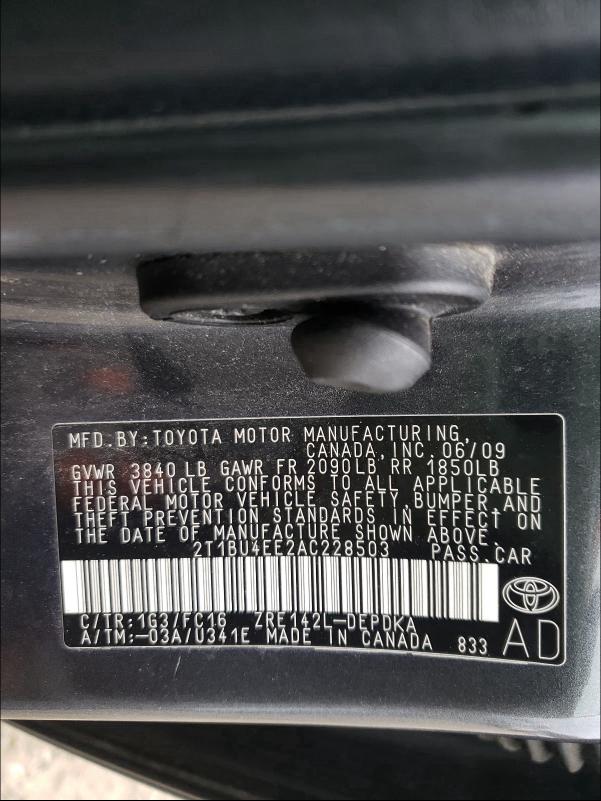 MFD. BY: TOYOTA MOTOR MANUFACTURING,
CANADA, INC. 06/09
GVWR 3840 LB GAWR FR 2090LB RR 1850LB
THIS VEHICLE CONFORMS TO ALL APPLICABLE
FEDERAL MOTOR VEHICLE SAFETY, BUMPER,AND
THEFT PREVENTION STANDARDS IN EFFECT ON
THE DATE OF MANUFACTURE SHOWN ABOVE.
2T1BU4EE2AC228503 PASS.CAR
C/TR:1G3/FC16 ZRE142L-DEPDKA
A/TM:-03A/U341E MADE IN CANADA 833
AD